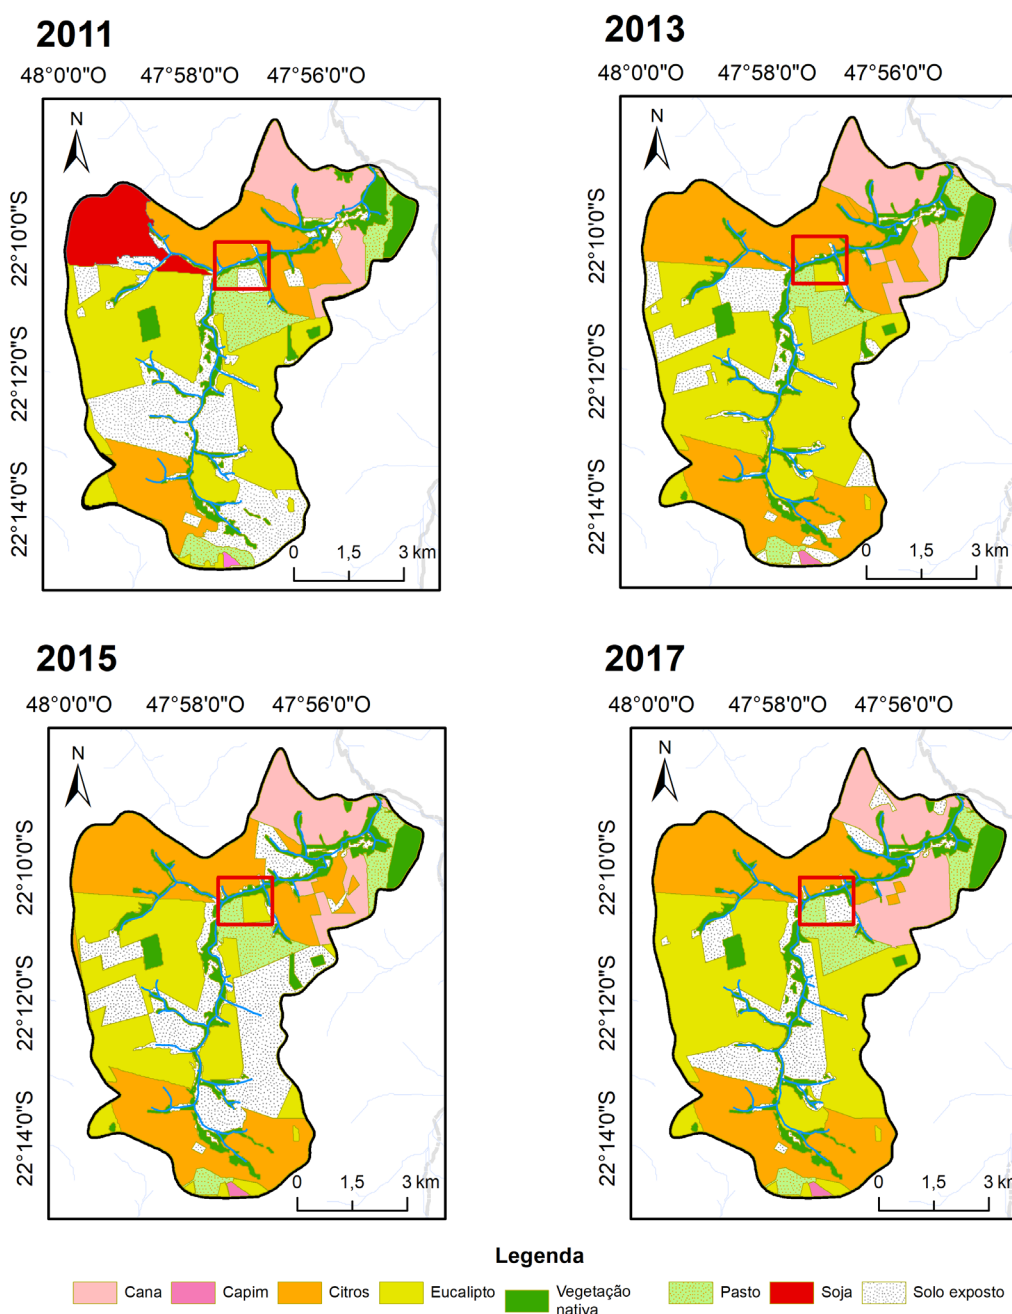 2011
48°0'0"O 47°58'0"O 47°56'0"O
N
22°10'0"S
22°12'0"S
22°14'0"S
0 1,5 3 km
2013
48°0'0"O 47°58'0"O 47°56'0"O
N
22°10'0"S
22°12'0"S
22°14'0"S
0 1,5 3 km
2015
48°0'0"O 47°58'0"O 47°56'0"O
N
22°10'0"S
22°12'0"S
22°14'0"S
0 1,5 3 km
2017
48°0'0"O 47°58'0"O 47°56'0"O
N
22°10'0"S
22°12'0"S
22°14'0"S
0 1,5 3 km
Legenda
Cana Capim Citros Eucalipto Vegetação nativa Pasto Soja Solo exposto